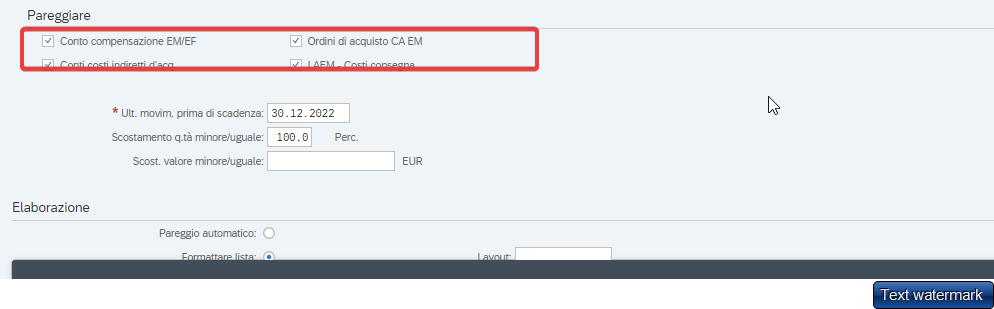 Pareggiare
Conto compensazione EM/EF Ordini di acquisto CA EM
Conti costi indiretti d'acq. LAEM - Costi consegna
* Ult. movim. prima di scadenza: 30.12.2022
Scostamento q.tà minore/uguale: 100,0 Perc.
Scost. valore minore/uguale: EUR
Elaborazione
Pareggio automatico:
Formattare lista: Layout:
Text watermark